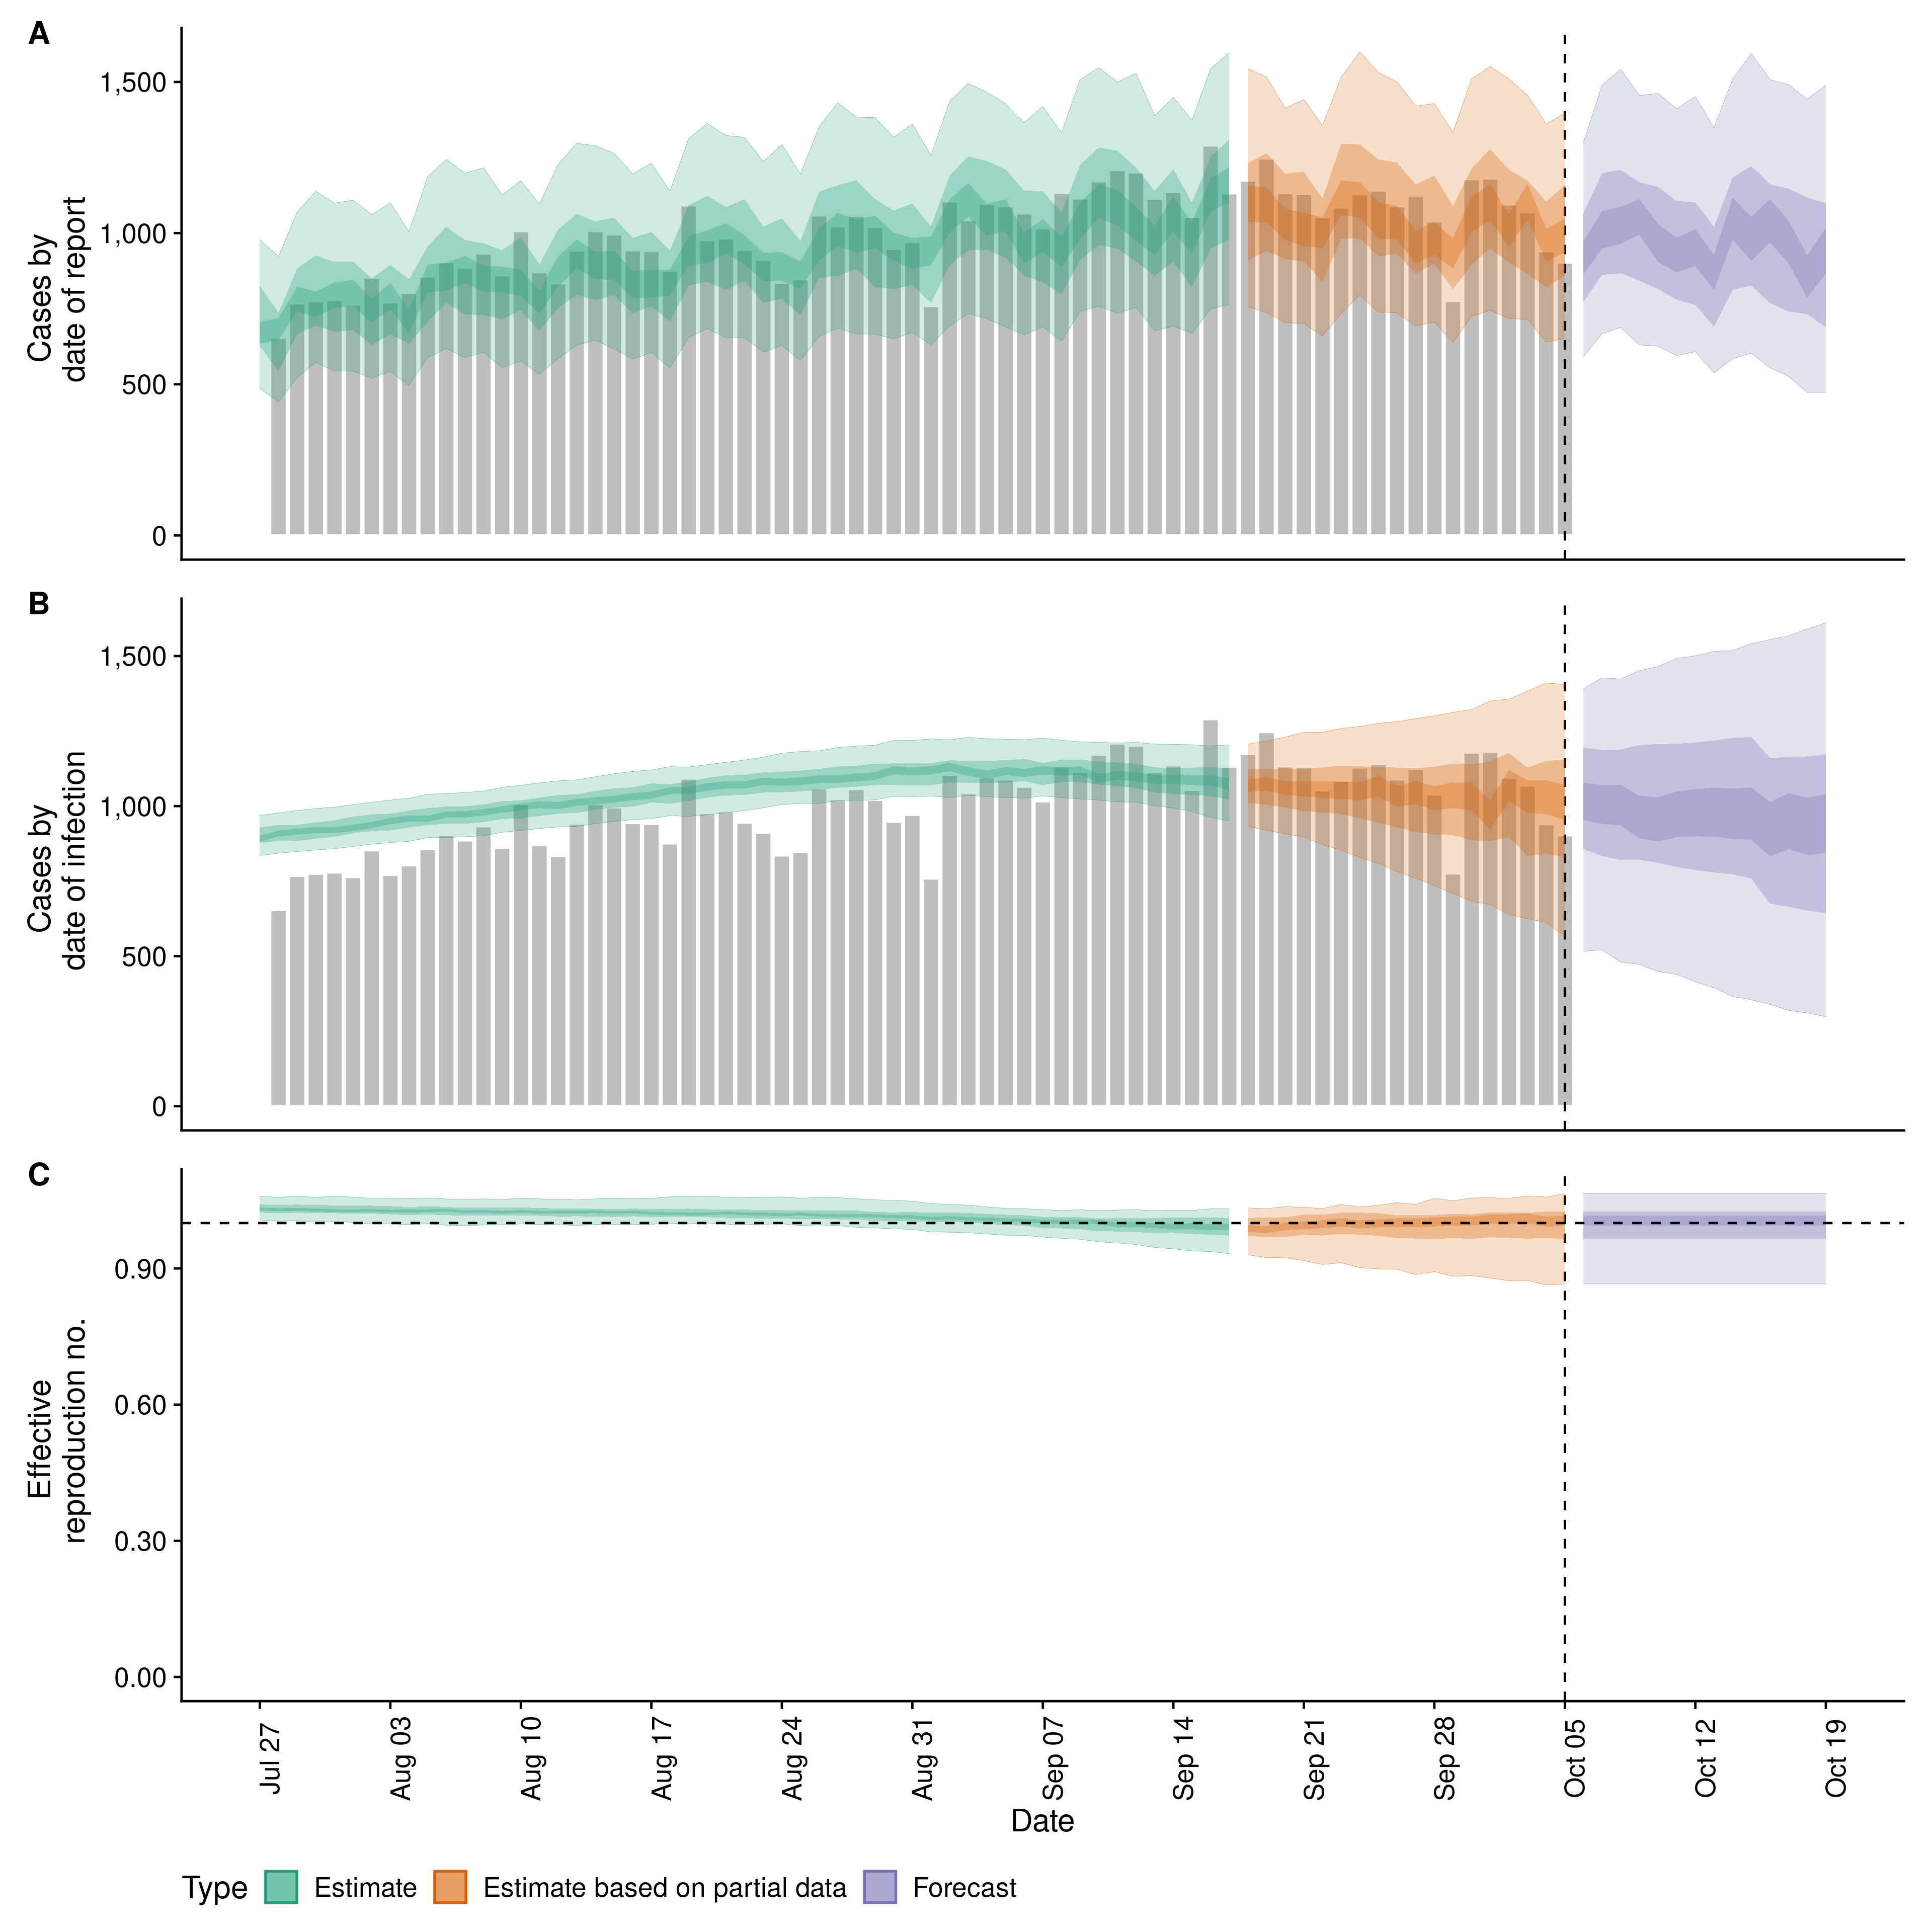 A
1,500
1,000
500
0
Cases by
date of report
B
1,500
1,000
500
0
Cases by
date of infection
C
0.90
0.60
0.30
0.00
Effective
reproduction no.
Jul 27
Aug 03
Aug 10
Aug 17
Aug 24
Aug 31
Sep 07
Sep 14
Sep 21
Sep 28
Oct 05
Oct 12
Oct 19
Date
Type Estimate Estimate based on partial data Forecast